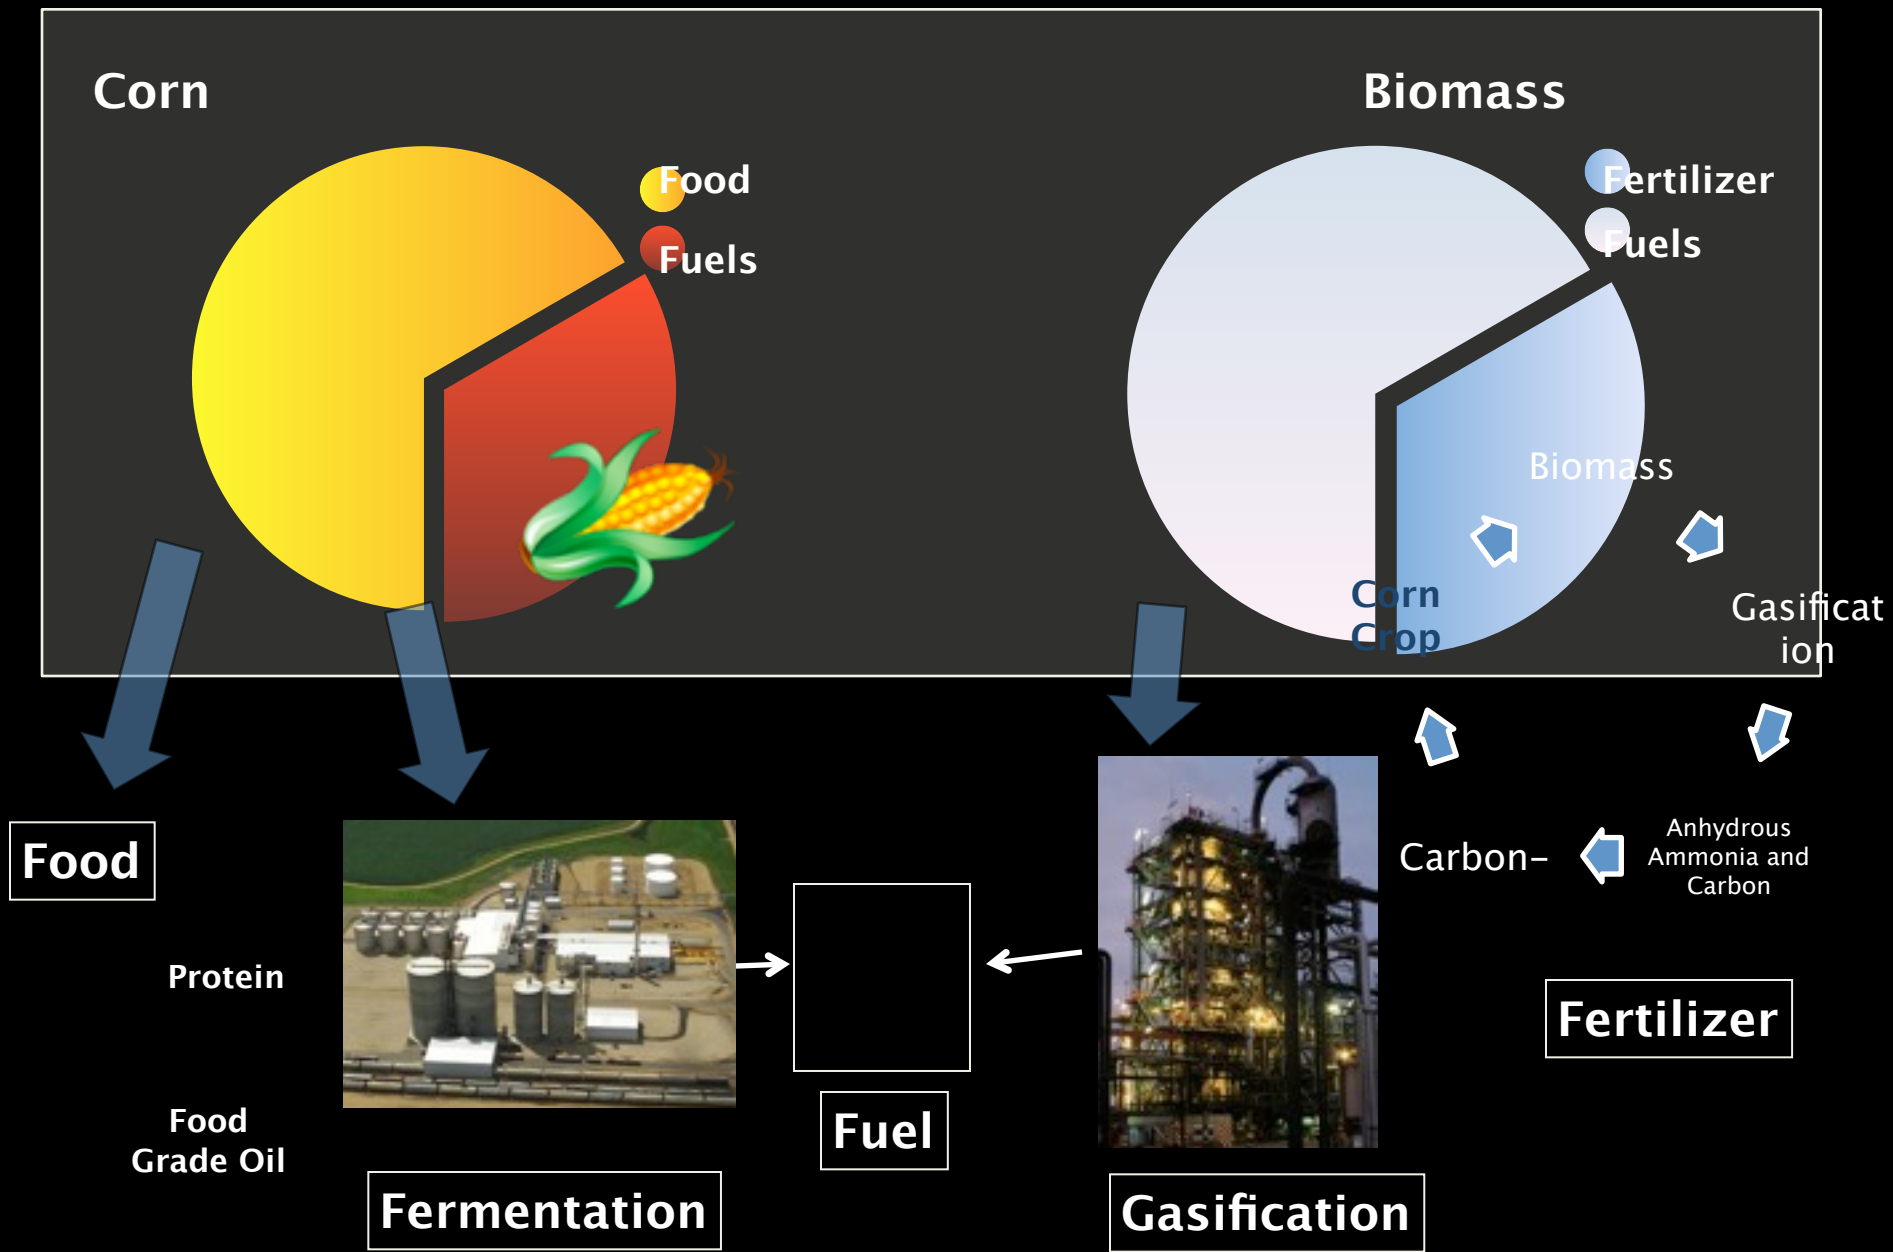 Corn
Food
Fuels
Biomass
Fertilizer
Fuels
Biomass
Corn
Crop
Gasificat
ion
Carbon–
Anhydrous
Ammonia and
Carbon
Food
Protein
Food
Grade Oil
Fermentation
Fuel
Gasification
Fertilizer